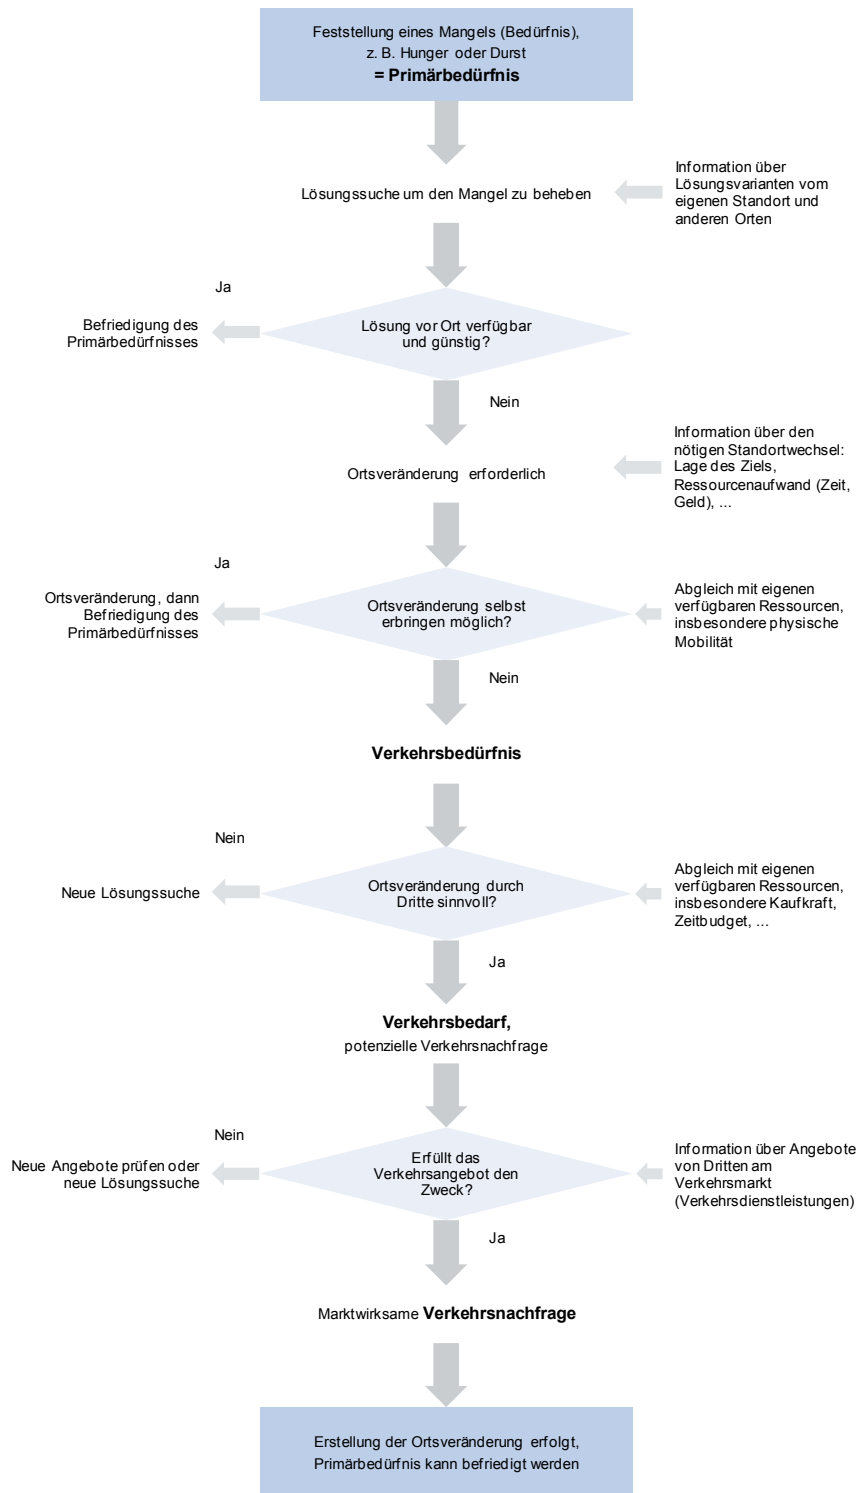 Feststellung eines Mangels (Bedürfnis),
z. B. Hunger oder Durst
= Primärbedürfnis
Lösungssuche um den Mangel zu beheben
Information über
Lösungsvarianten vom
eigenen Standort und
anderen Orten
Ja
Befriedigung des
Primärbedürfnisses
Lösung vor Ort verfügbar
und günstig?
Nein
Ortsveränderung erforderlich
Information über den
nötigen Standortwechsel:
Lage des Ziels,
Ressourcenaufwand (Zeit,
Geld), ...
Ja
Ortsveränderung, dann
Befriedigung des
Primärbedürfnisses
Ortsveränderung selbst
erbringen möglich?
Abgleich mit eigenen
verfügbaren Ressourcen,
insbesondere physische
Mobilität
Nein
Verkehrsbedürfnis
Nein
Neue Lösungssuche
Ortsveränderung durch
Dritte sinnvoll?
Abgleich mit eigenen
verfügbaren Ressourcen,
insbesondere Kaufkraft,
Zeitbudget, ...
Ja
Verkehrsbedarf,
potenzielle Verkehrsnachfrage
Nein
Neue Angebote prüfen oder
neue Lösungssuche
Erfüllt das
Verkehrsangebot den
Zweck?
Information über Angebote
von Dritten am
Verkehrsmarkt
(Verkehrsdienstleistungen)
Ja
Marktwirksame Verkehrsnachfrage
Erstellung der Ortsveränderung erfolgt,
Primärbedürfnis kann befriedigt werden